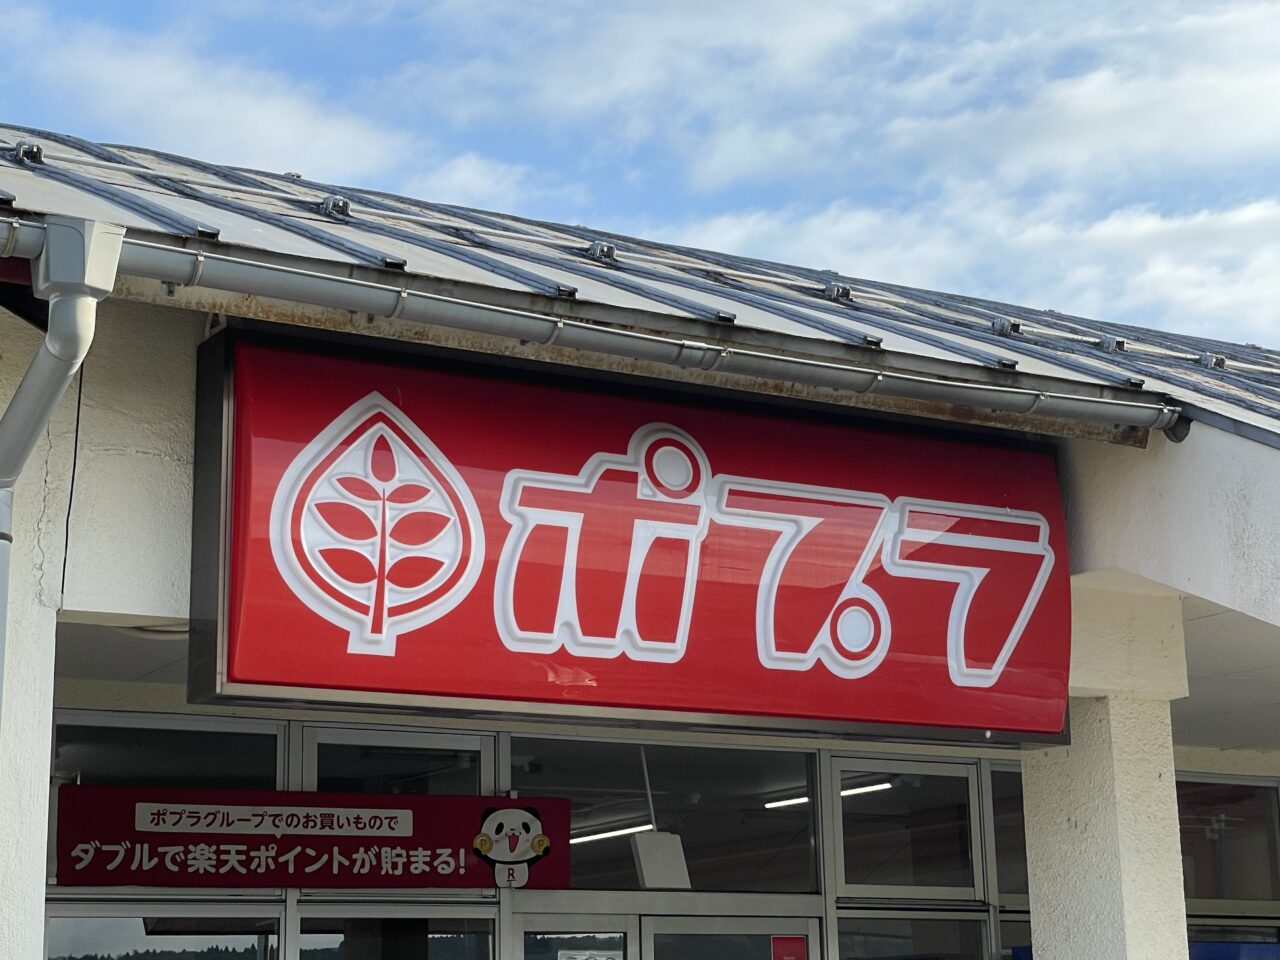 ポプラ
ポプラグループでのお買いもので
ダブルで楽天ポイントが貯まる!
P P
R